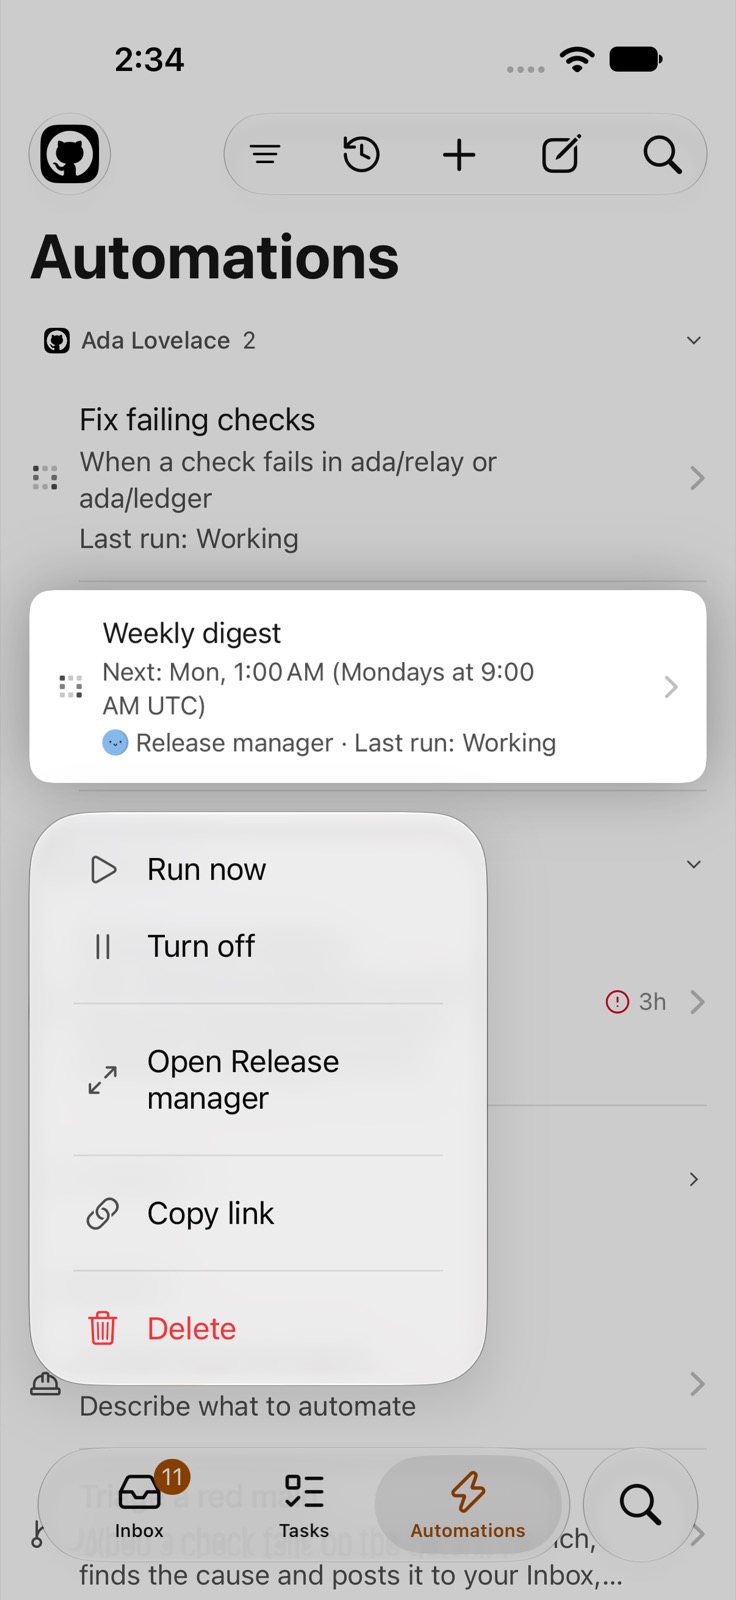 2:34
Automations
Ada Lovelace 2
Fix failing checks
When a check fails in ada/relay or
ada/ledger
Last run: Working
Weekly digest
Next: Mon, 1:00 AM (Mondays at 9:00
AM UTC)
Release manager · Last run: Working
Run now
Turn off
3h
Open Release
manager
Copy link
Delete
Describe what to automate
11
Inbox
Tasks
Automations
finds the cause and posts it to your Inbox,...